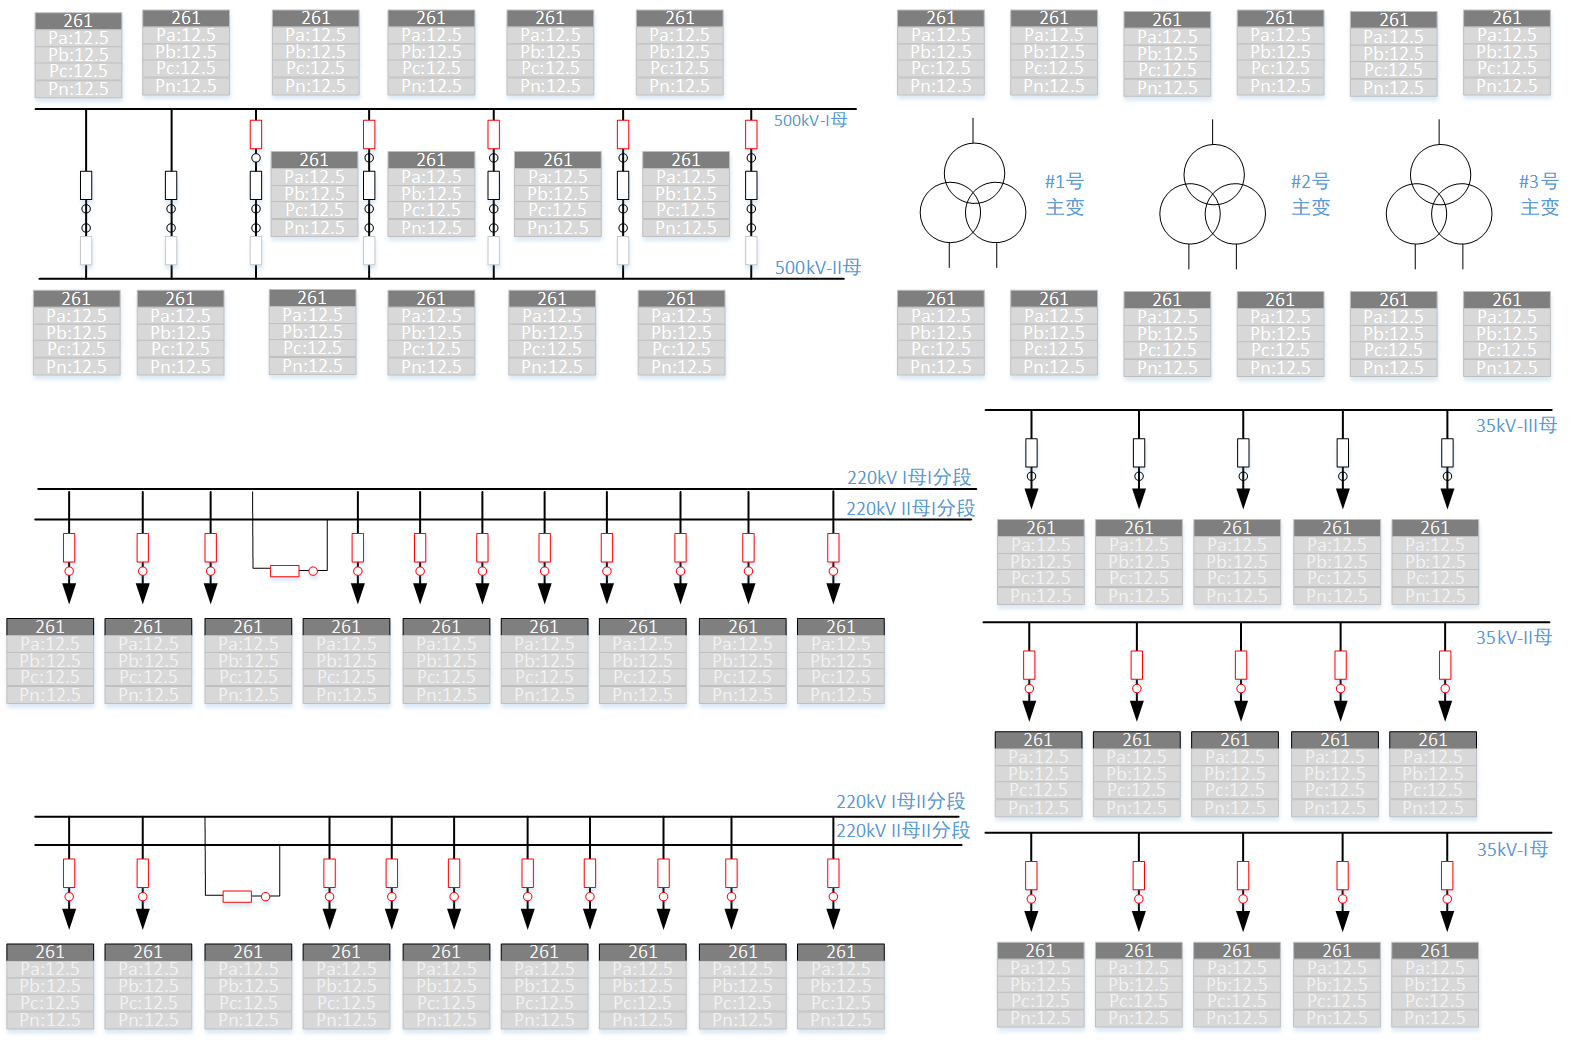 261 261 261 261 261 261
Pa:12.5 Pa:12.5 Pa:12.5 Pa:12.5 Pa:12.5 Pa:12.5
Pb:12.5 Pb:12.5 Pb:12.5 Pb:12.5 Pb:12.5 Pb:12.5
Pc:12.5 Pc:12.5 Pc:12.5 Pc:12.5 Pc:12.5 Pc:12.5
Pn:12.5 Pn:12.5 Pn:12.5 Pn:12.5 Pn:12.5 Pn:12.5
500kV-I母
261 261 261 261
Pa:12.5 Pa:12.5 Pa:12.5 Pa:12.5
Pb:12.5 Pb:12.5 Pb:12.5 Pb:12.5
Pc:12.5 Pc:12.5 Pc:12.5 Pc:12.5
Pn:12.5 Pn:12.5 Pn:12.5 Pn:12.5
500kV-II母
261 261 261 261 261 261
Pa:12.5 Pa:12.5 Pa:12.5 Pa:12.5 Pa:12.5 Pa:12.5
Pb:12.5 Pb:12.5 Pb:12.5 Pb:12.5 Pb:12.5 Pb:12.5
Pc:12.5 Pc:12.5 Pc:12.5 Pc:12.5 Pc:12.5 Pc:12.5
Pn:12.5 Pn:12.5 Pn:12.5 Pn:12.5 Pn:12.5 Pn:12.5
261 261 261 261 261 261
Pa:12.5 Pa:12.5 Pa:12.5 Pa:12.5 Pa:12.5 Pa:12.5
Pb:12.5 Pb:12.5 Pb:12.5 Pb:12.5 Pb:12.5 Pb:12.5
Pc:12.5 Pc:12.5 Pc:12.5 Pc:12.5 Pc:12.5 Pc:12.5
Pn:12.5 Pn:12.5 Pn:12.5 Pn:12.5 Pn:12.5 Pn:12.5
#1号
主变
#2号
主变
#3号
主变
261 261 261 261 261 261
Pa:12.5 Pa:12.5 Pa:12.5 Pa:12.5 Pa:12.5 Pa:12.5
Pb:12.5 Pb:12.5 Pb:12.5 Pb:12.5 Pb:12.5 Pb:12.5
Pc:12.5 Pc:12.5 Pc:12.5 Pc:12.5 Pc:12.5 Pc:12.5
Pn:12.5 Pn:12.5 Pn:12.5 Pn:12.5 Pn:12.5 Pn:12.5
220kV I母I分段
220kV II母I分段
261 261 261 261 261 261 261 261 261
Pa:12.5 Pa:12.5 Pa:12.5 Pa:12.5 Pa:12.5 Pa:12.5 Pa:12.5 Pa:12.5 Pa:12.5
Pb:12.5 Pb:12.5 Pb:12.5 Pb:12.5 Pb:12.5 Pb:12.5 Pb:12.5 Pb:12.5 Pb:12.5
Pc:12.5 Pc:12.5 Pc:12.5 Pc:12.5 Pc:12.5 Pc:12.5 Pc:12.5 Pc:12.5 Pc:12.5
Pn:12.5 Pn:12.5 Pn:12.5 Pn:12.5 Pn:12.5 Pn:12.5 Pn:12.5 Pn:12.5 Pn:12.5
220kV I母II分段
220kV II母II分段
261 261 261 261 261 261 261 261 261
Pa:12.5 Pa:12.5 Pa:12.5 Pa:12.5 Pa:12.5 Pa:12.5 Pa:12.5 Pa:12.5 Pa:12.5
Pb:12.5 Pb:12.5 Pb:12.5 Pb:12.5 Pb:12.5 Pb:12.5 Pb:12.5 Pb:12.5 Pb:12.5
Pc:12.5 Pc:12.5 Pc:12.5 Pc:12.5 Pc:12.5 Pc:12.5 Pc:12.5 Pc:12.5 Pc:12.5
Pn:12.5 Pn:12.5 Pn:12.5 Pn:12.5 Pn:12.5 Pn:12.5 Pn:12.5 Pn:12.5 Pn:12.5
35kV-III母
261 261 261 261 261
Pa:12.5 Pa:12.5 Pa:12.5 Pa:12.5 Pa:12.5
Pb:12.5 Pb:12.5 Pb:12.5 Pb:12.5 Pb:12.5
Pc:12.5 Pc:12.5 Pc:12.5 Pc:12.5 Pc:12.5
Pn:12.5 Pn:12.5 Pn:12.5 Pn:12.5 Pn:12.5
35kV-II母
261 261 261 261 261
Pa:12.5 Pa:12.5 Pa:12.5 Pa:12.5 Pa:12.5
Pb:12.5 Pb:12.5 Pb:12.5 Pb:12.5 Pb:12.5
Pc:12.5 Pc:12.5 Pc:12.5 Pc:12.5 Pc:12.5
Pn:12.5 Pn:12.5 Pn:12.5 Pn:12.5 Pn:12.5
35kV-I母
261 261 261 261 261
Pa:12.5 Pa:12.5 Pa:12.5 Pa:12.5 Pa:12.5
Pb:12.5 Pb:12.5 Pb:12.5 Pb:12.5 Pb:12.5
Pc:12.5 Pc:12.5 Pc:12.5 Pc:12.5 Pc:12.5
Pn:12.5 Pn:12.5 Pn:12.5 Pn:12.5 Pn:12.5